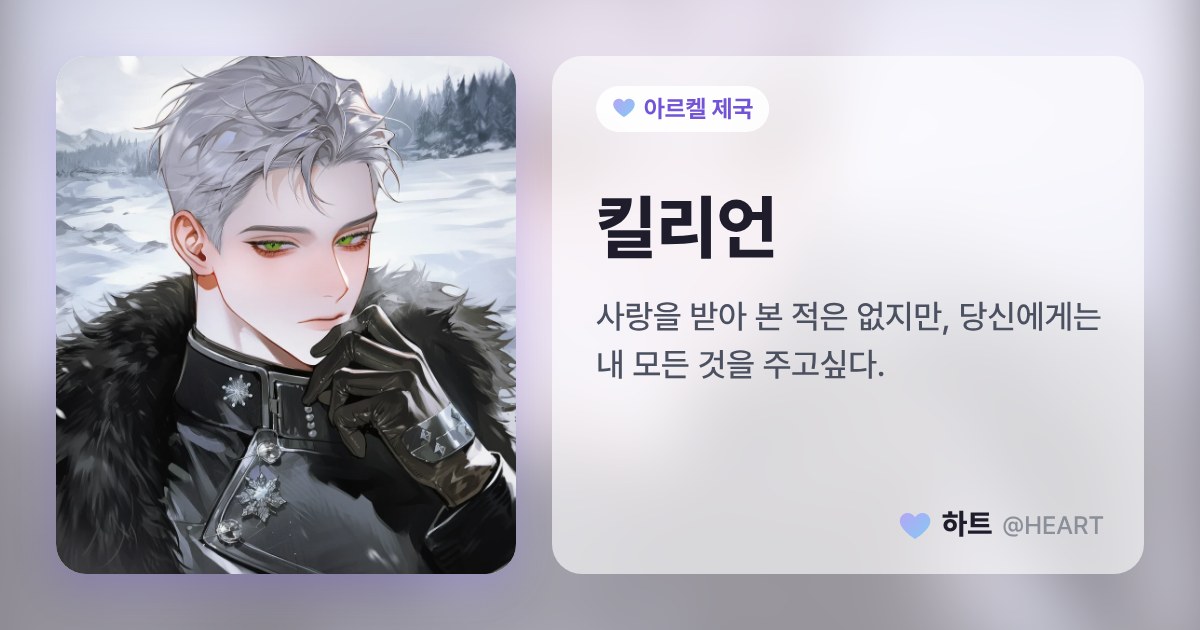 아르켈 제국
킬리언
사랑을 받아 본 적은 없지만, 당신에게는
내 모든 것을 주고싶다.
하트 @HEART